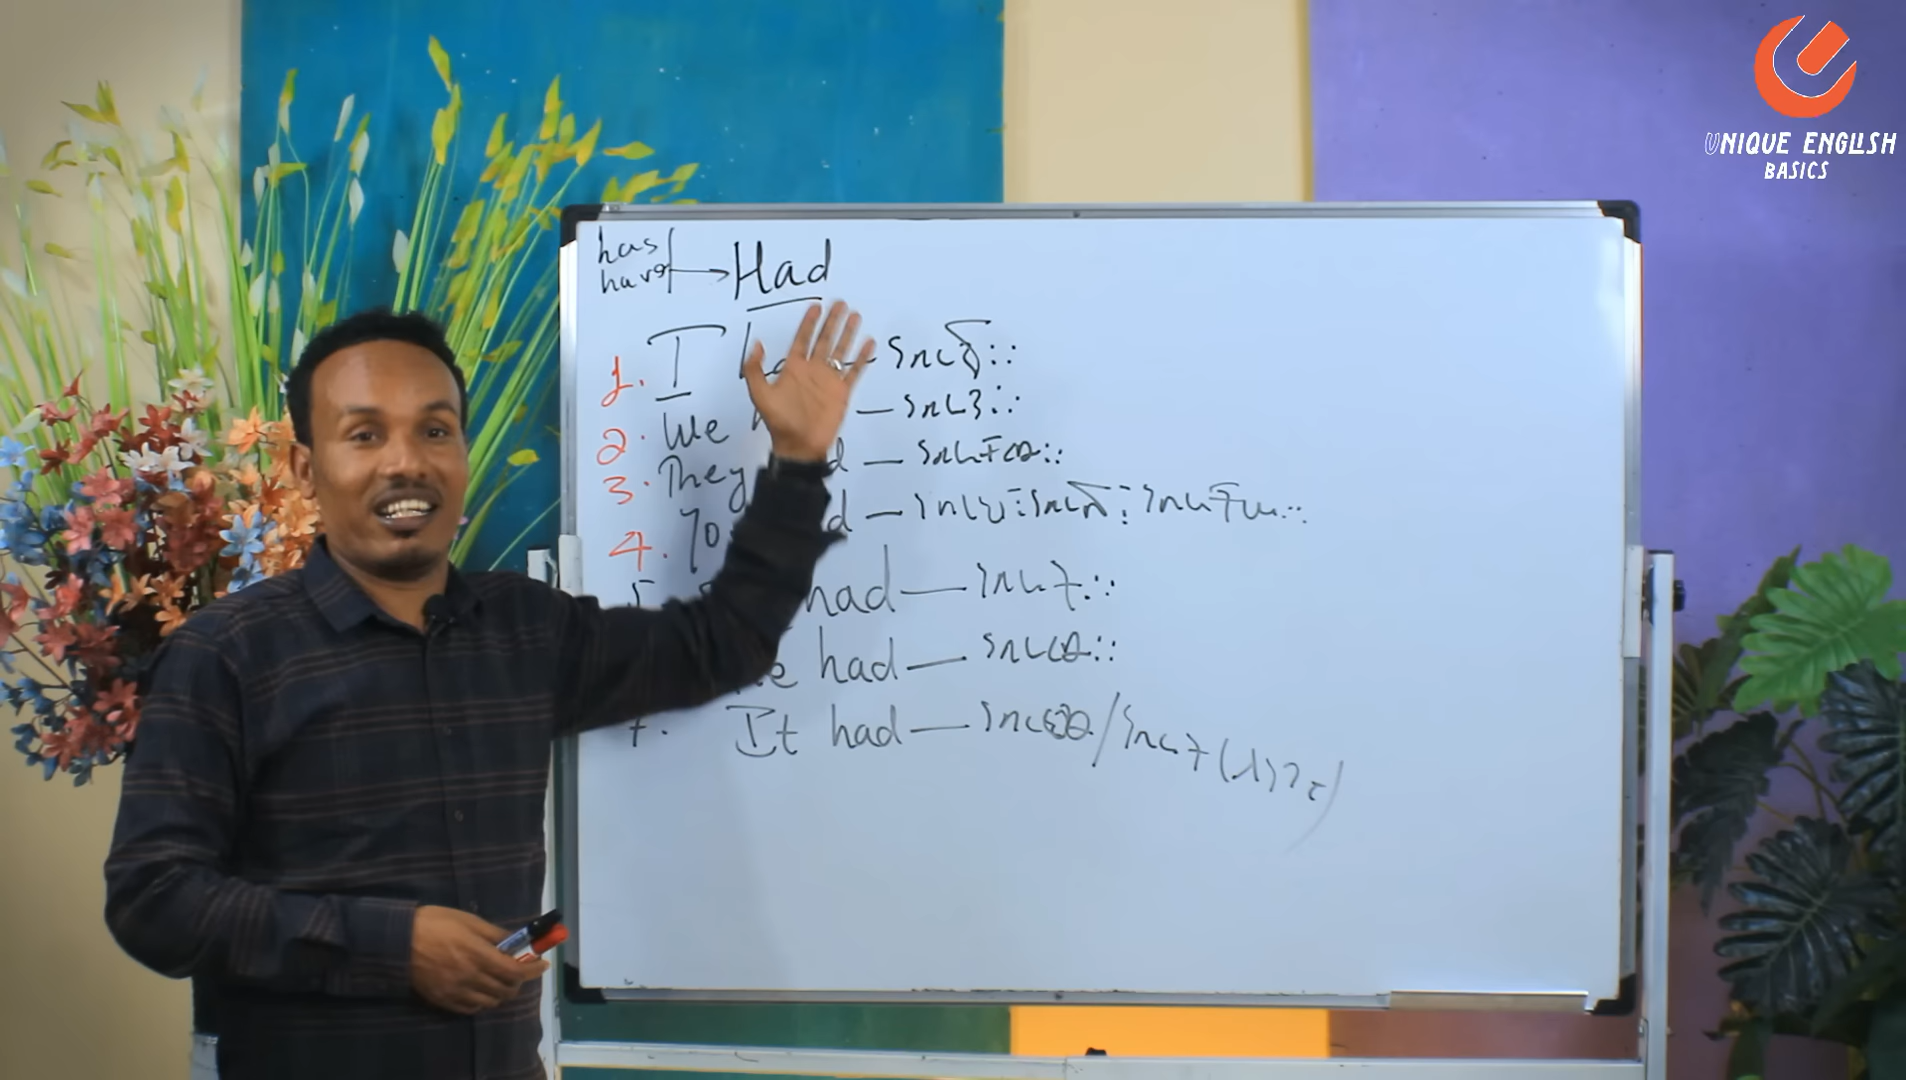 UNIQUE ENGLISH
BASICS
has
have → Had
1. I ነበረኝ::
2. We — ነበረን::
3. They — ነበራቸው::
4. — ነበረህ፣ ነበረሽ፣ ነበራችሁ::
had — ነበራት::
had — ነበረው::
7. It had — ነበረው/ነበራት